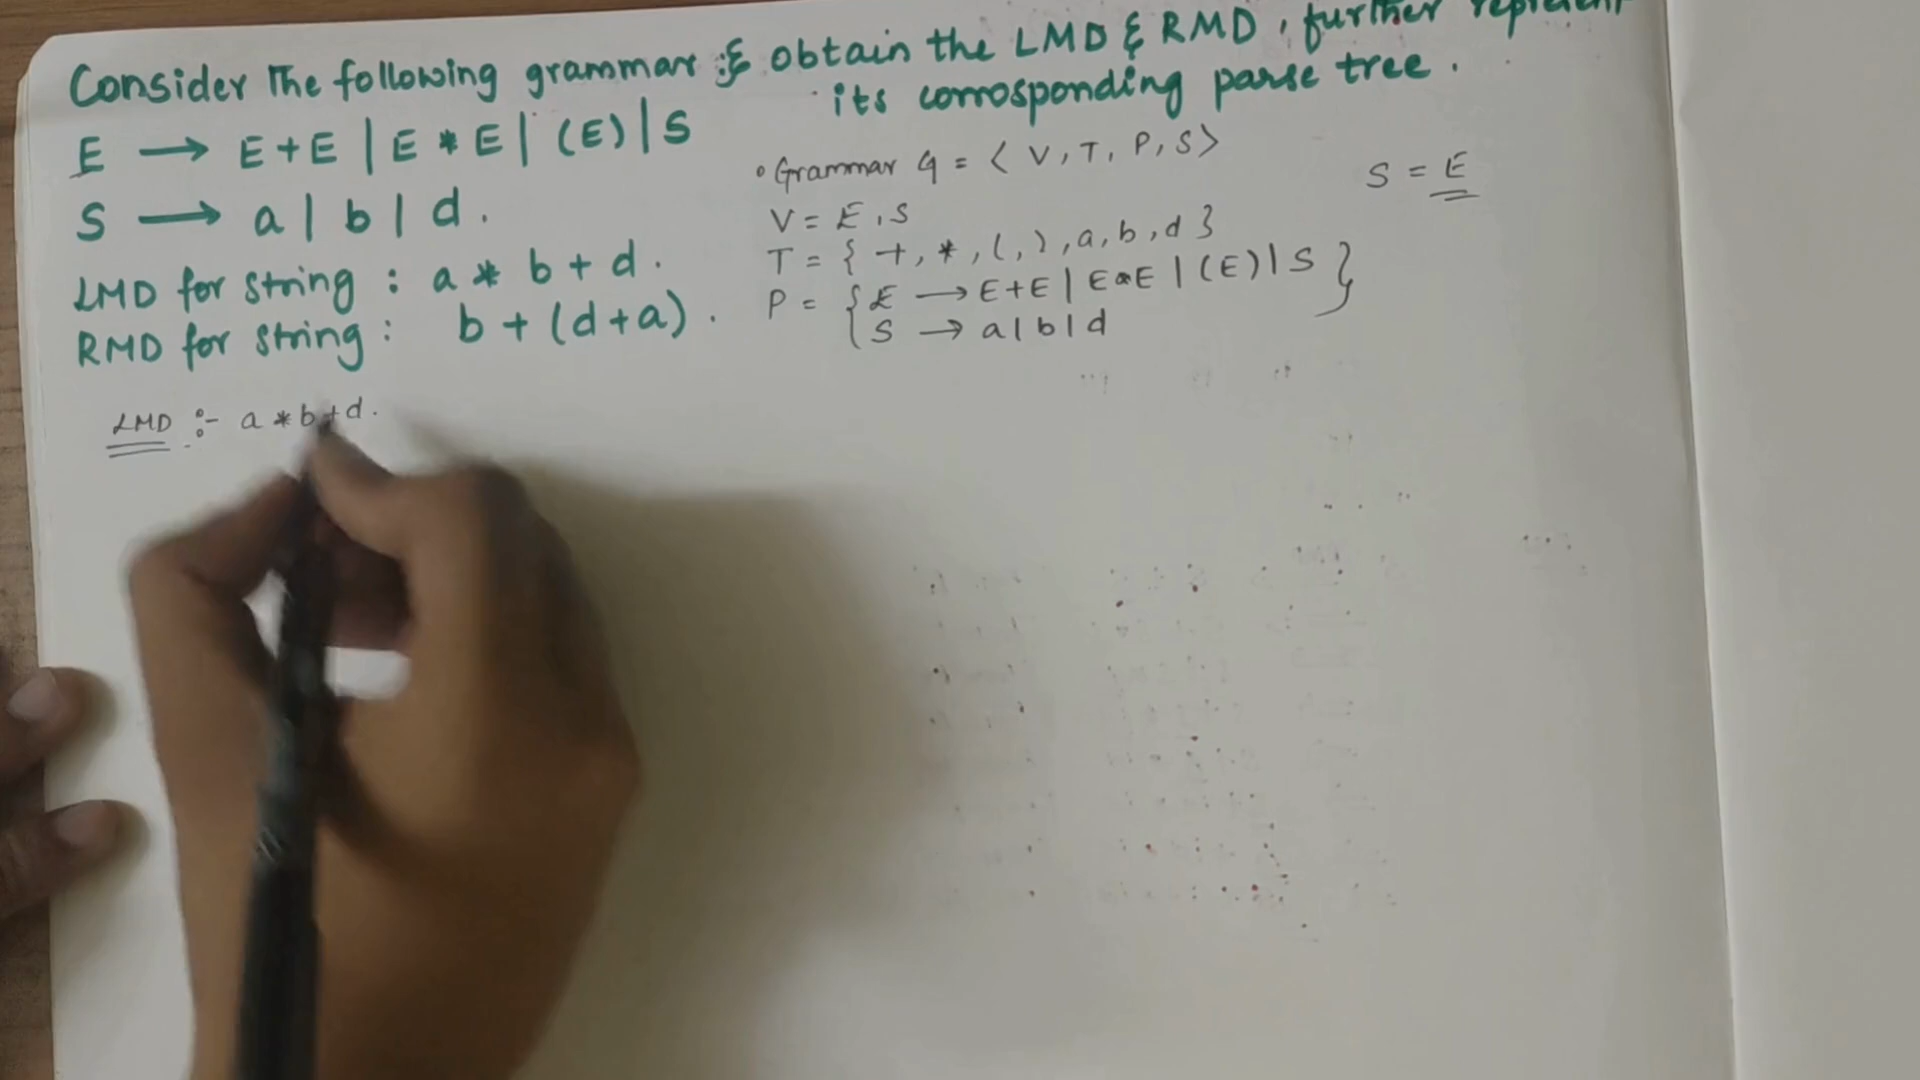 Consider The following grammar & obtain the LMD & RMD, further represent
its corrosponding parse tree.
E → E+E | E * E | (E) | S
S → a | b | d.
LMD for string : a * b + d.
RMD for string : b + (d+a).
• Grammar G = < V, T, P, S>
S = E
V = E, S
T = { +, *, (, ), a, b, d }
P = { E → E+E | E*E | (E) | S }
S → a | b | d
LMD :- a * b + d.